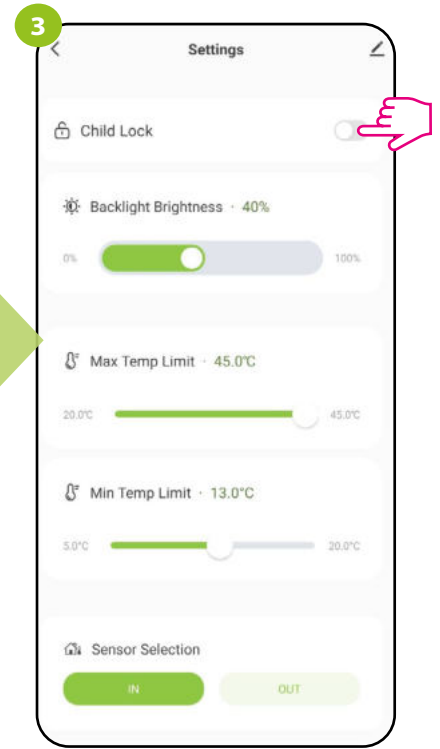 3
Settings
Child Lock
Backlight Brightness · 40%
0% 100%
Max Temp Limit · 45.0°C
20.0°C 45.0°C
Min Temp Limit · 13.0°C
5.0°C 20.0°C
Sensor Selection
IN OUT